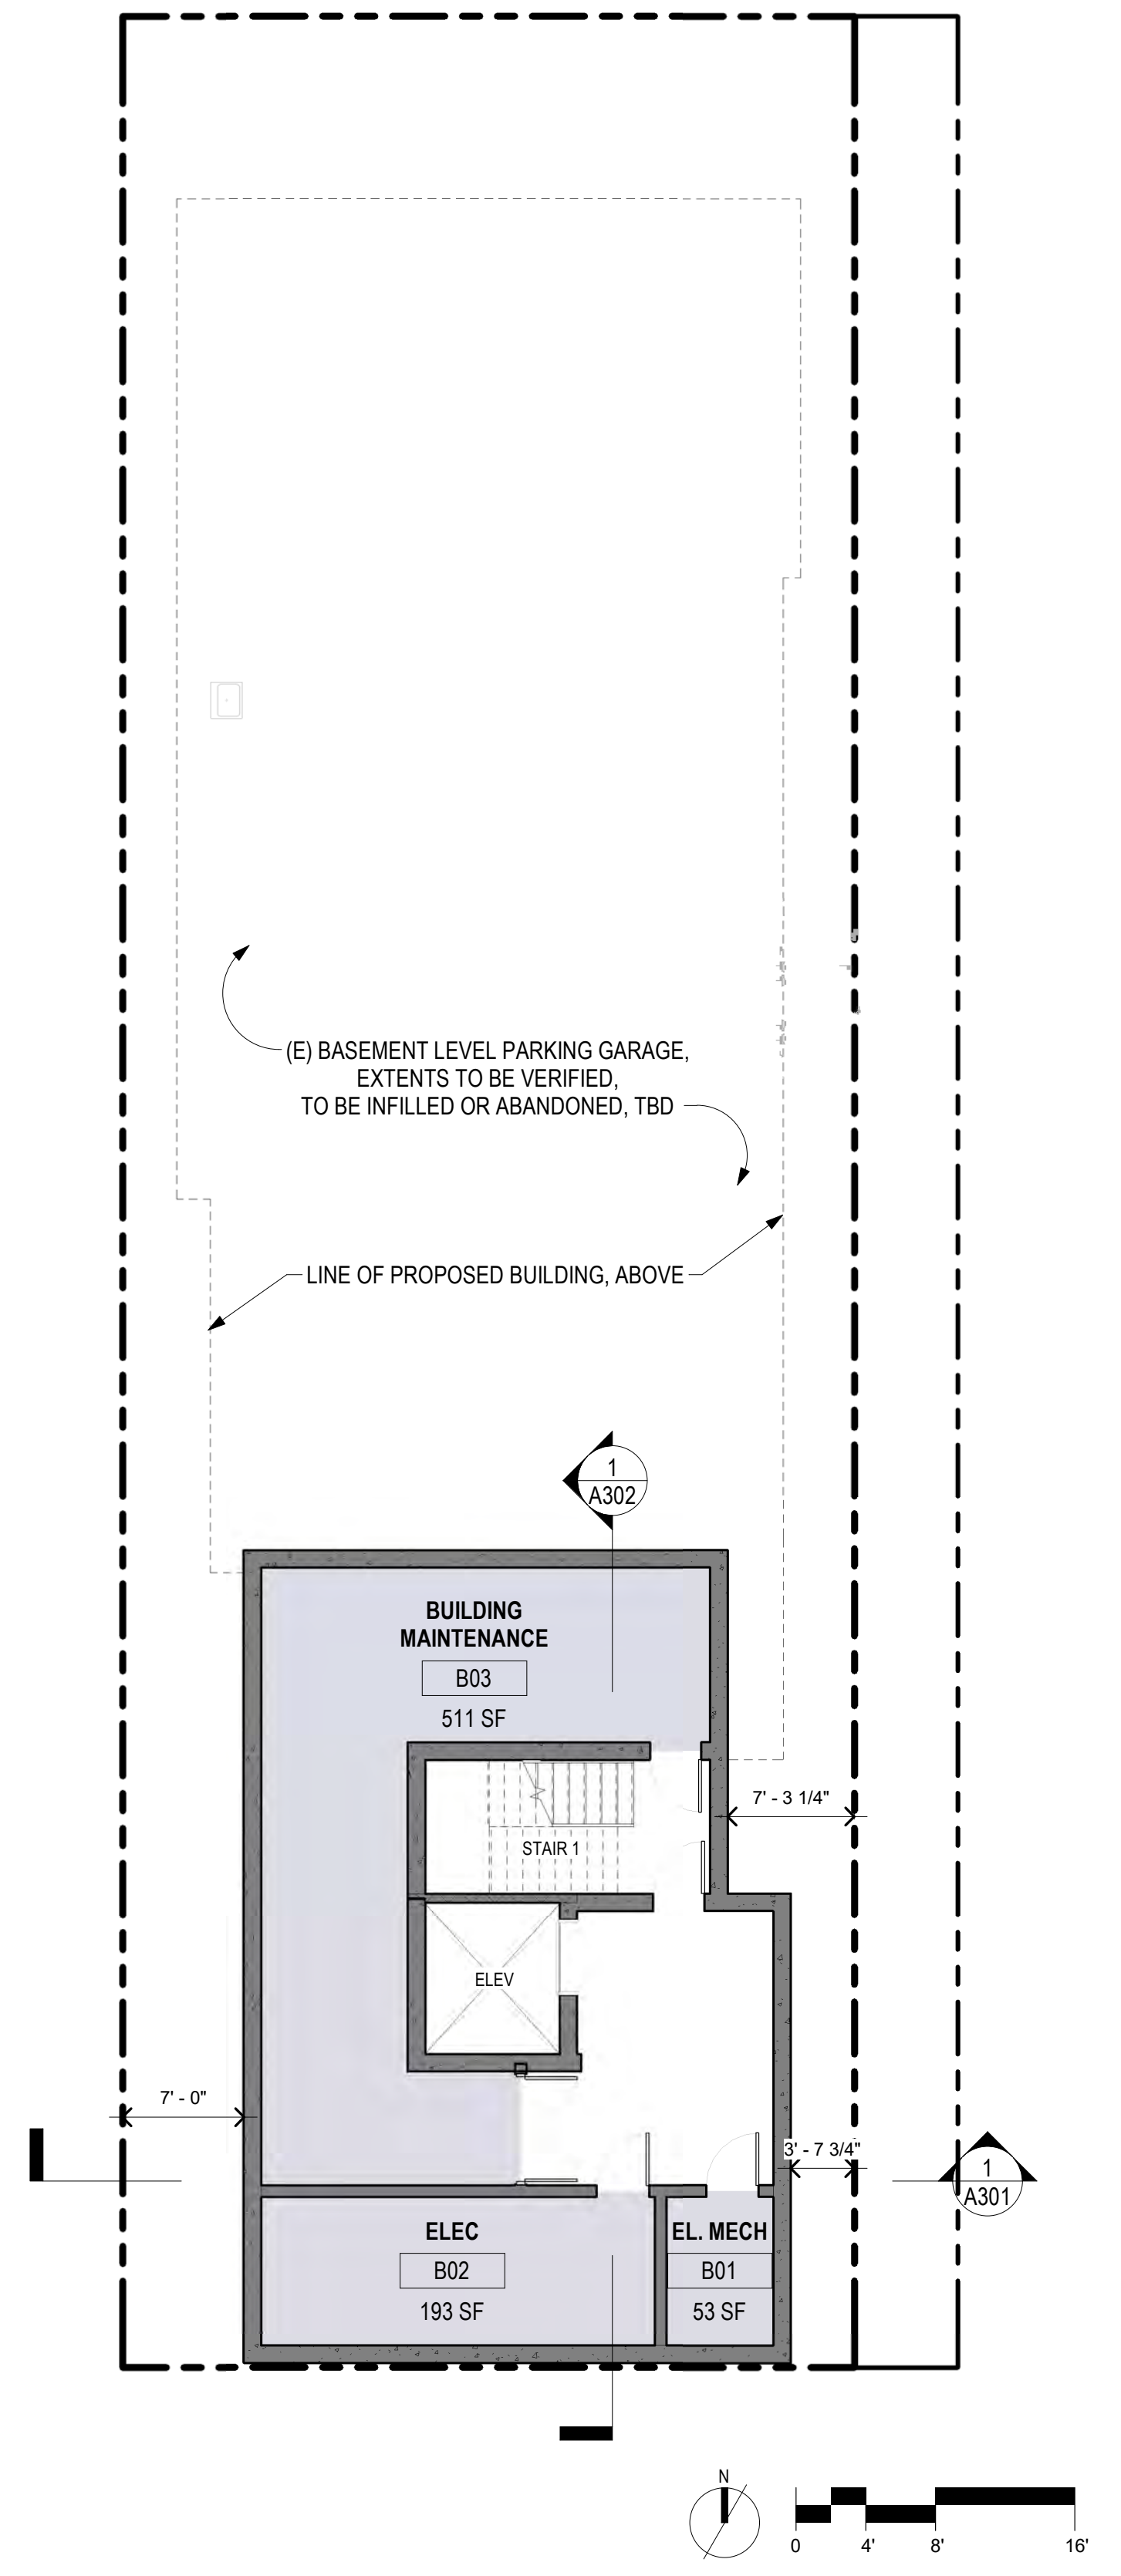 (E) BASEMENT LEVEL PARKING GARAGE,
EXTENTS TO BE VERIFIED,
TO BE INFILLED OR ABANDONED, TBD
LINE OF PROPOSED BUILDING, ABOVE
1
A302
BUILDING
MAINTENANCE
B03
511 SF
7' - 3 1/4"
STAIR 1
ELEV
7' - 0"
3' - 7 3/4"
1
A301
ELEC
B02
193 SF
EL. MECH
B01
53 SF
N
0 4' 8' 16'